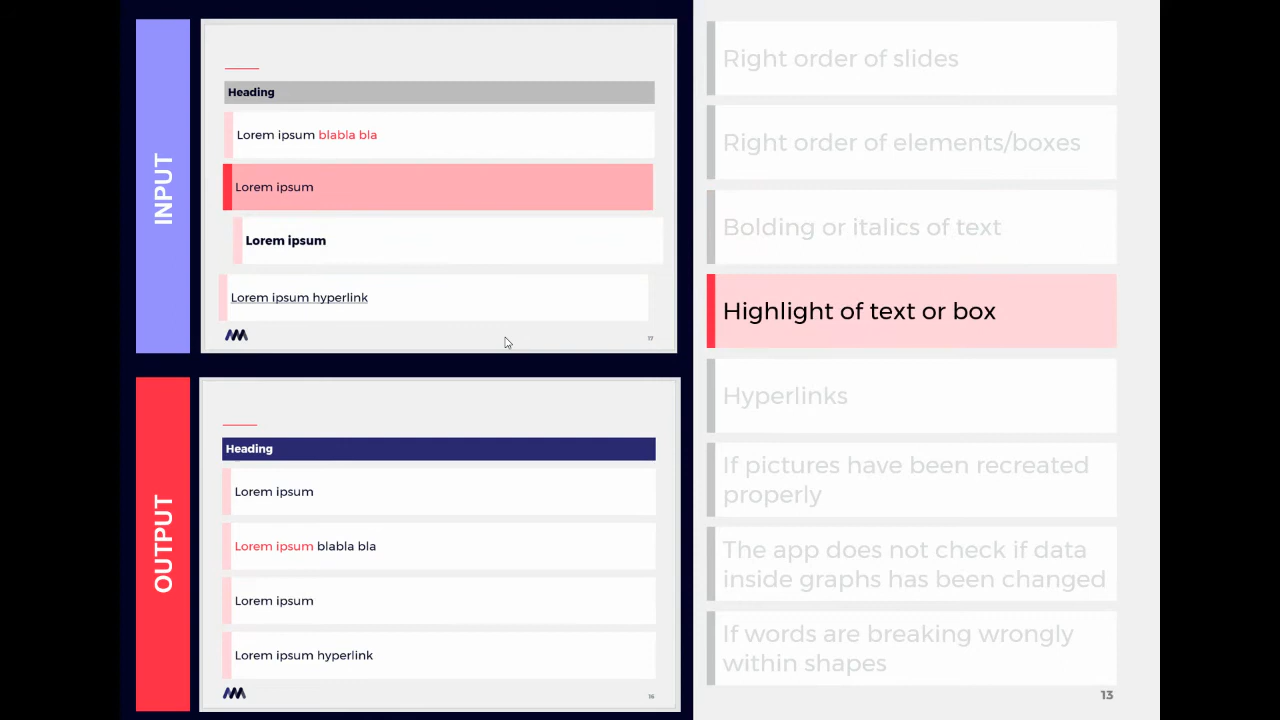 INPUT
Heading
Lorem ipsum blabla bla
Lorem ipsum
Lorem ipsum
Lorem ipsum hyperlink
17
OUTPUT
Heading
Lorem ipsum
Lorem ipsum blabla bla
Lorem ipsum
Lorem ipsum hyperlink
16
Right order of slides
Right order of elements/boxes
Bolding or italics of text
Highlight of text or box
Hyperlinks
If pictures have been recreated
properly
The app does not check if data
inside graphs has been changed
If words are breaking wrongly
within shapes
13